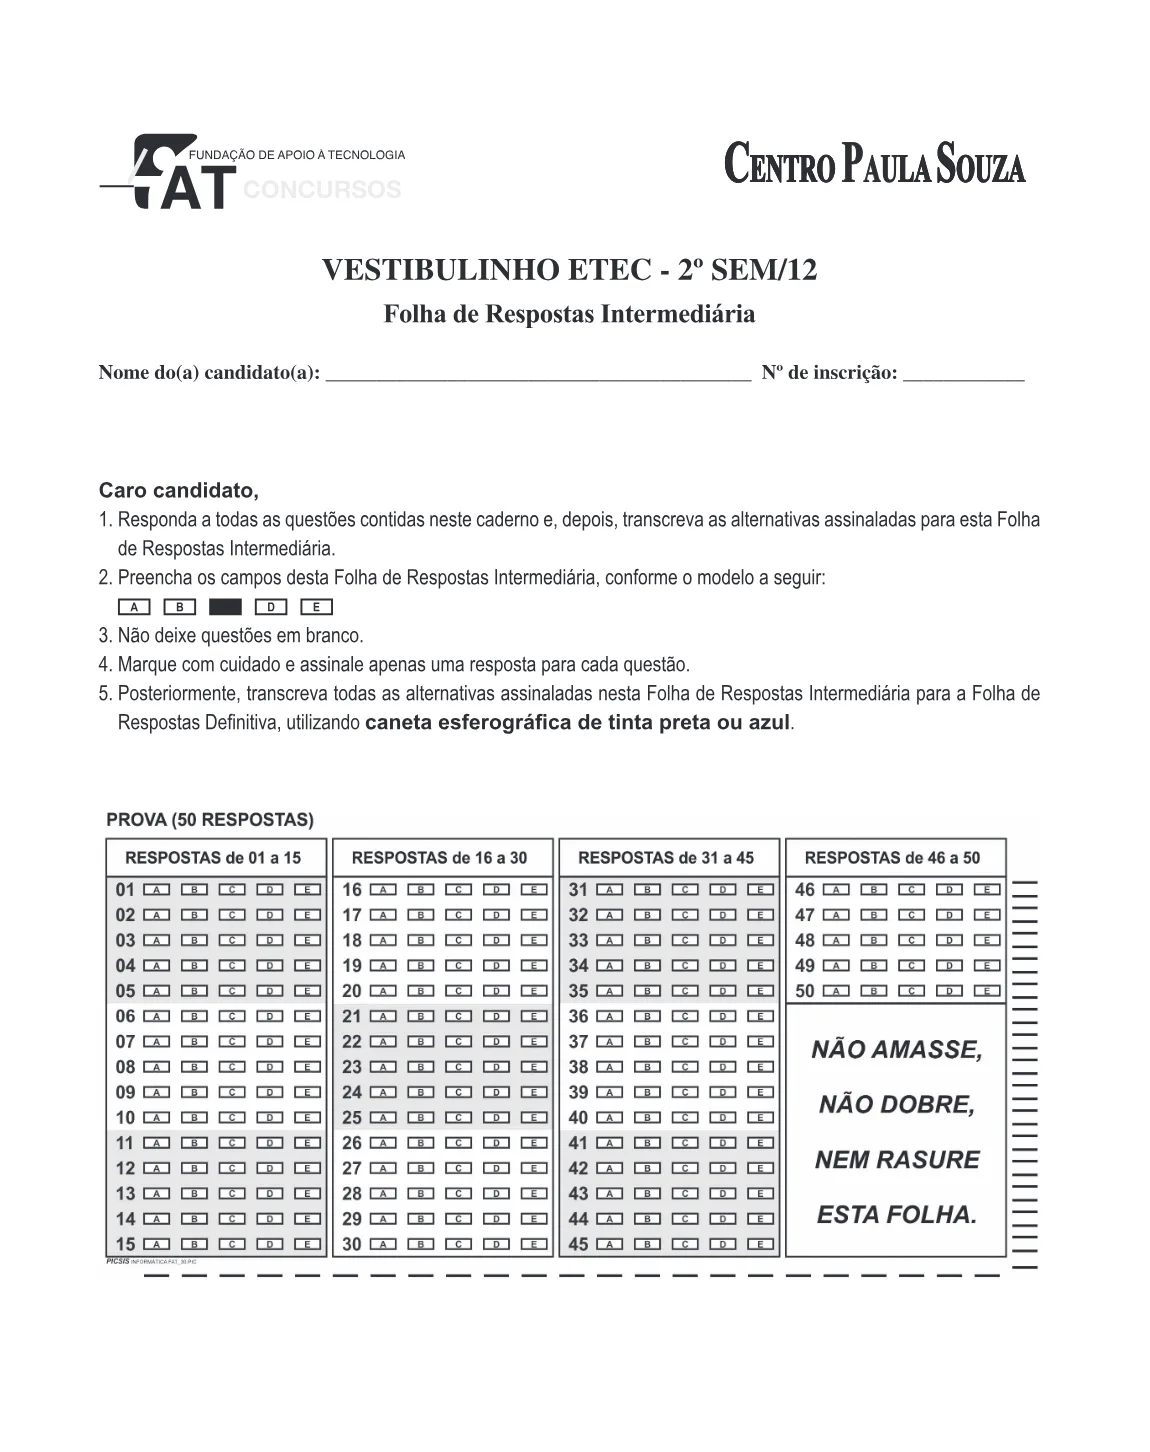 FUNDAÇÃO DE APOIO À TECNOLOGIA
FAT CONCURSOS
CENTRO PAULA SOUZA
VESTIBULINHO ETEC - 2º SEM/12
Folha de Respostas Intermediária
Nome do(a) candidato(a): ________________________________________ Nº de inscrição: ____________
Caro candidato,
1. Responda a todas as questões contidas neste caderno e, depois, transcreva as alternativas assinaladas para esta Folha
de Respostas Intermediária.
2. Preencha os campos desta Folha de Respostas Intermediária, conforme o modelo a seguir:
A B D E
3. Não deixe questões em branco.
4. Marque com cuidado e assinale apenas uma resposta para cada questão.
5. Posteriormente, transcreva todas as alternativas assinaladas nesta Folha de Respostas Intermediária para a Folha de
Respostas Definitiva, utilizando caneta esferográfica de tinta preta ou azul.
PROVA (50 RESPOSTAS)
RESPOSTAS de 01 a 15 RESPOSTAS de 16 a 30 RESPOSTAS de 31 a 45 RESPOSTAS de 46 a 50
01 A B C D E 16 A B C D E 31 A B C D E 46 A B C D E
02 A B C D E 17 A B C D E 32 A B C D E 47 A B C D E
03 A B C D E 18 A B C D E 33 A B C D E 48 A B C D E
04 A B C D E 19 A B C D E 34 A B C D E 49 A B C D E
05 A B C D E 20 A B C D E 35 A B C D E 50 A B C D E
06 A B C D E 21 A B C D E 36 A B C D E
07 A B C D E 22 A B C D E 37 A B C D E
08 A B C D E 23 A B C D E 38 A B C D E
09 A B C D E 24 A B C D E 39 A B C D E
10 A B C D E 25 A B C D E 40 A B C D E
11 A B C D E 26 A B C D E 41 A B C D E
12 A B C D E 27 A B C D E 42 A B C D E
13 A B C D E 28 A B C D E 43 A B C D E
14 A B C D E 29 A B C D E 44 A B C D E
15 A B C D E 30 A B C D E 45 A B C D E
NÃO AMASSE,
NÃO DOBRE,
NEM RASURE
ESTA FOLHA.
PICSIS INFORMÁTICA FAT_30.PIC